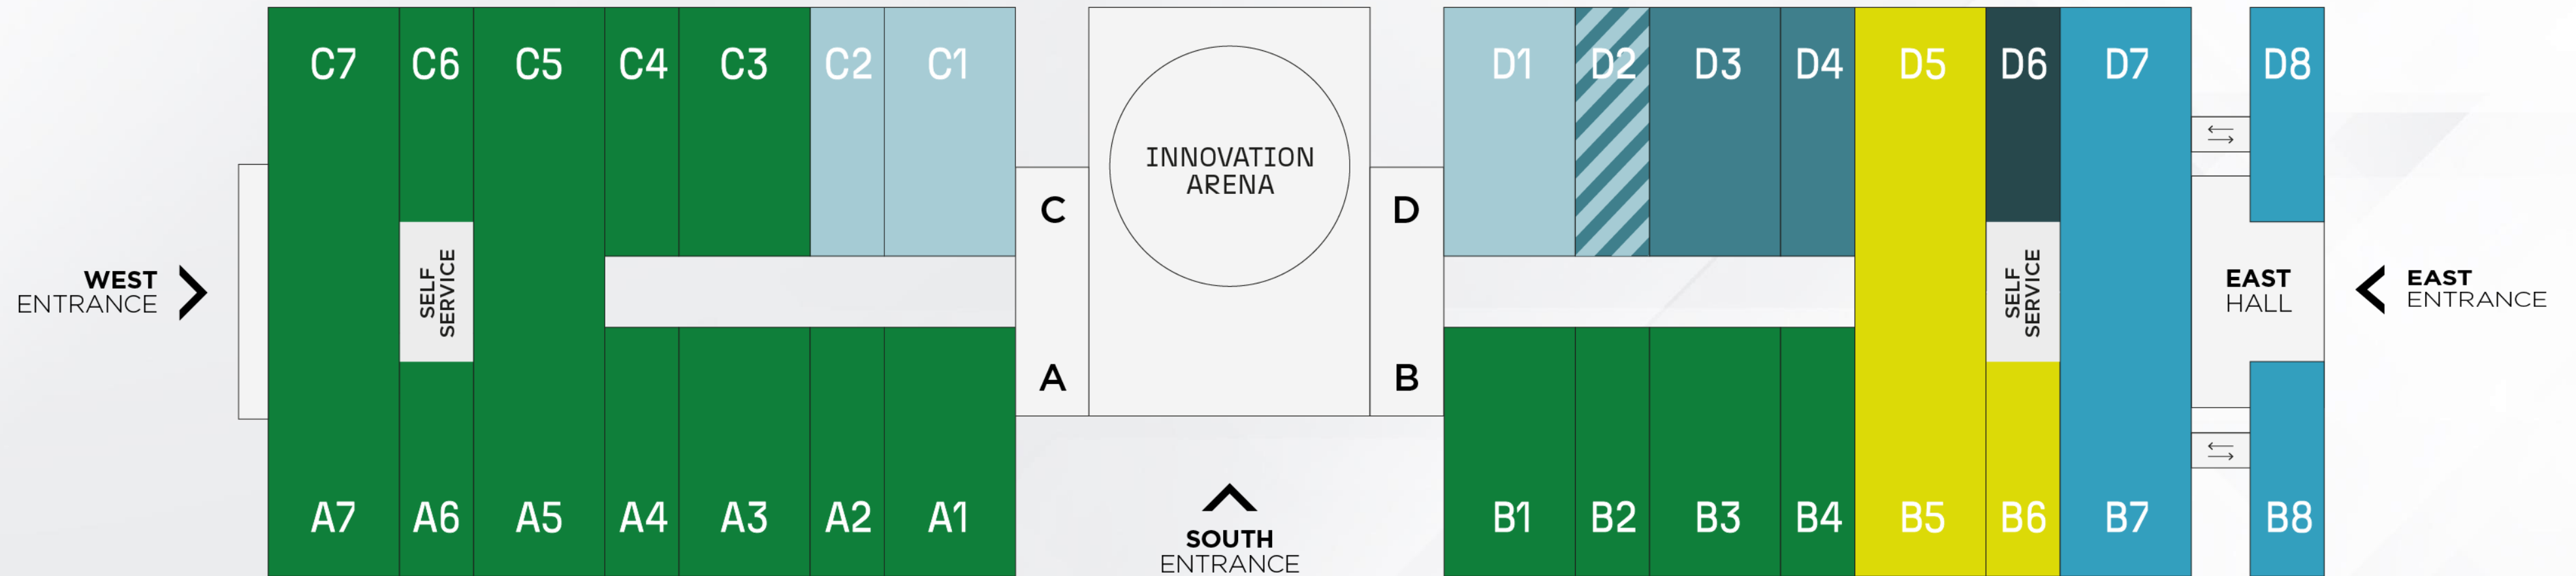 C7 C6 C5 C4 C3 C2 C1
D1 D2 D3 D4 D5 D6 D7 D8
INNOVATION
ARENA
C
D
WEST
ENTRANCE
SELF
SERVICE
SELF
SERVICE
EAST
HALL
EAST
ENTRANCE
A
B
A7 A6 A5 A4 A3 A2 A1
B1 B2 B3 B4 B5 B6 B7 B8
SOUTH
ENTRANCE